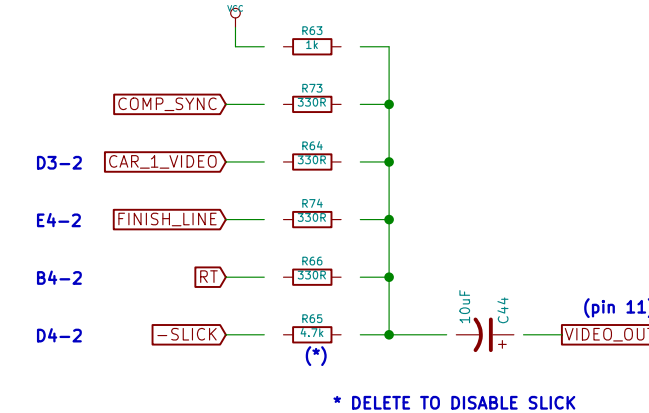 VCC
R63
1k
R73
COMP_SYNC 330R
R64
D3-2 CAR_1_VIDEO 330R
R74
E4-2 FINISH_LINE 330R
R66
B4-2 RT 330R
10uF C44
(pin 11)
R65
D4-2 -SLICK 4.7k + VIDEO_OUT
(*)
* DELETE TO DISABLE SLICK